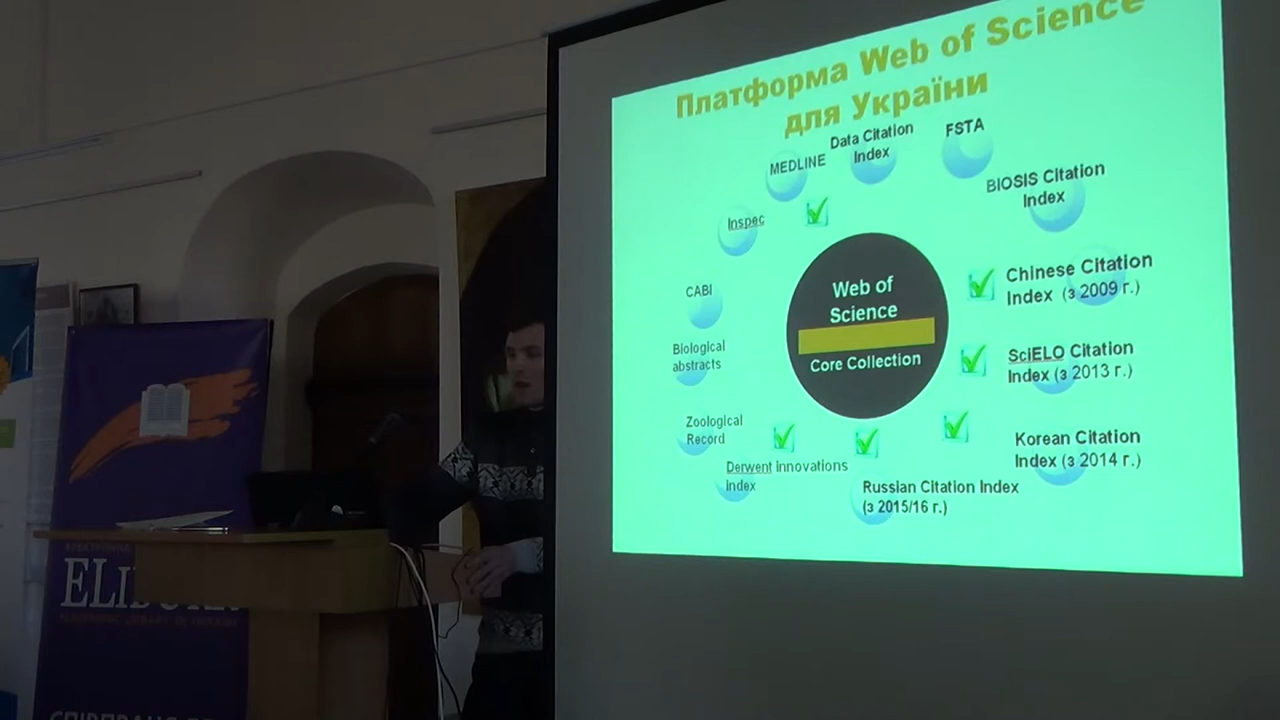 Платформа Web of Science
для України
Data Citation
Index
FSTA
MEDLINE
BIOSIS Citation
Index
Inspec
Chinese Citation
Index (з 2009 г.)
CABI
Web of
Science
Core Collection
Biological
abstracts
SciELO Citation
Index (з 2013 г.)
Zoological
Record
Korean Citation
Index (з 2014 г.)
Derwent innovations
Index
Russian Citation Index
(з 2015/16 г.)